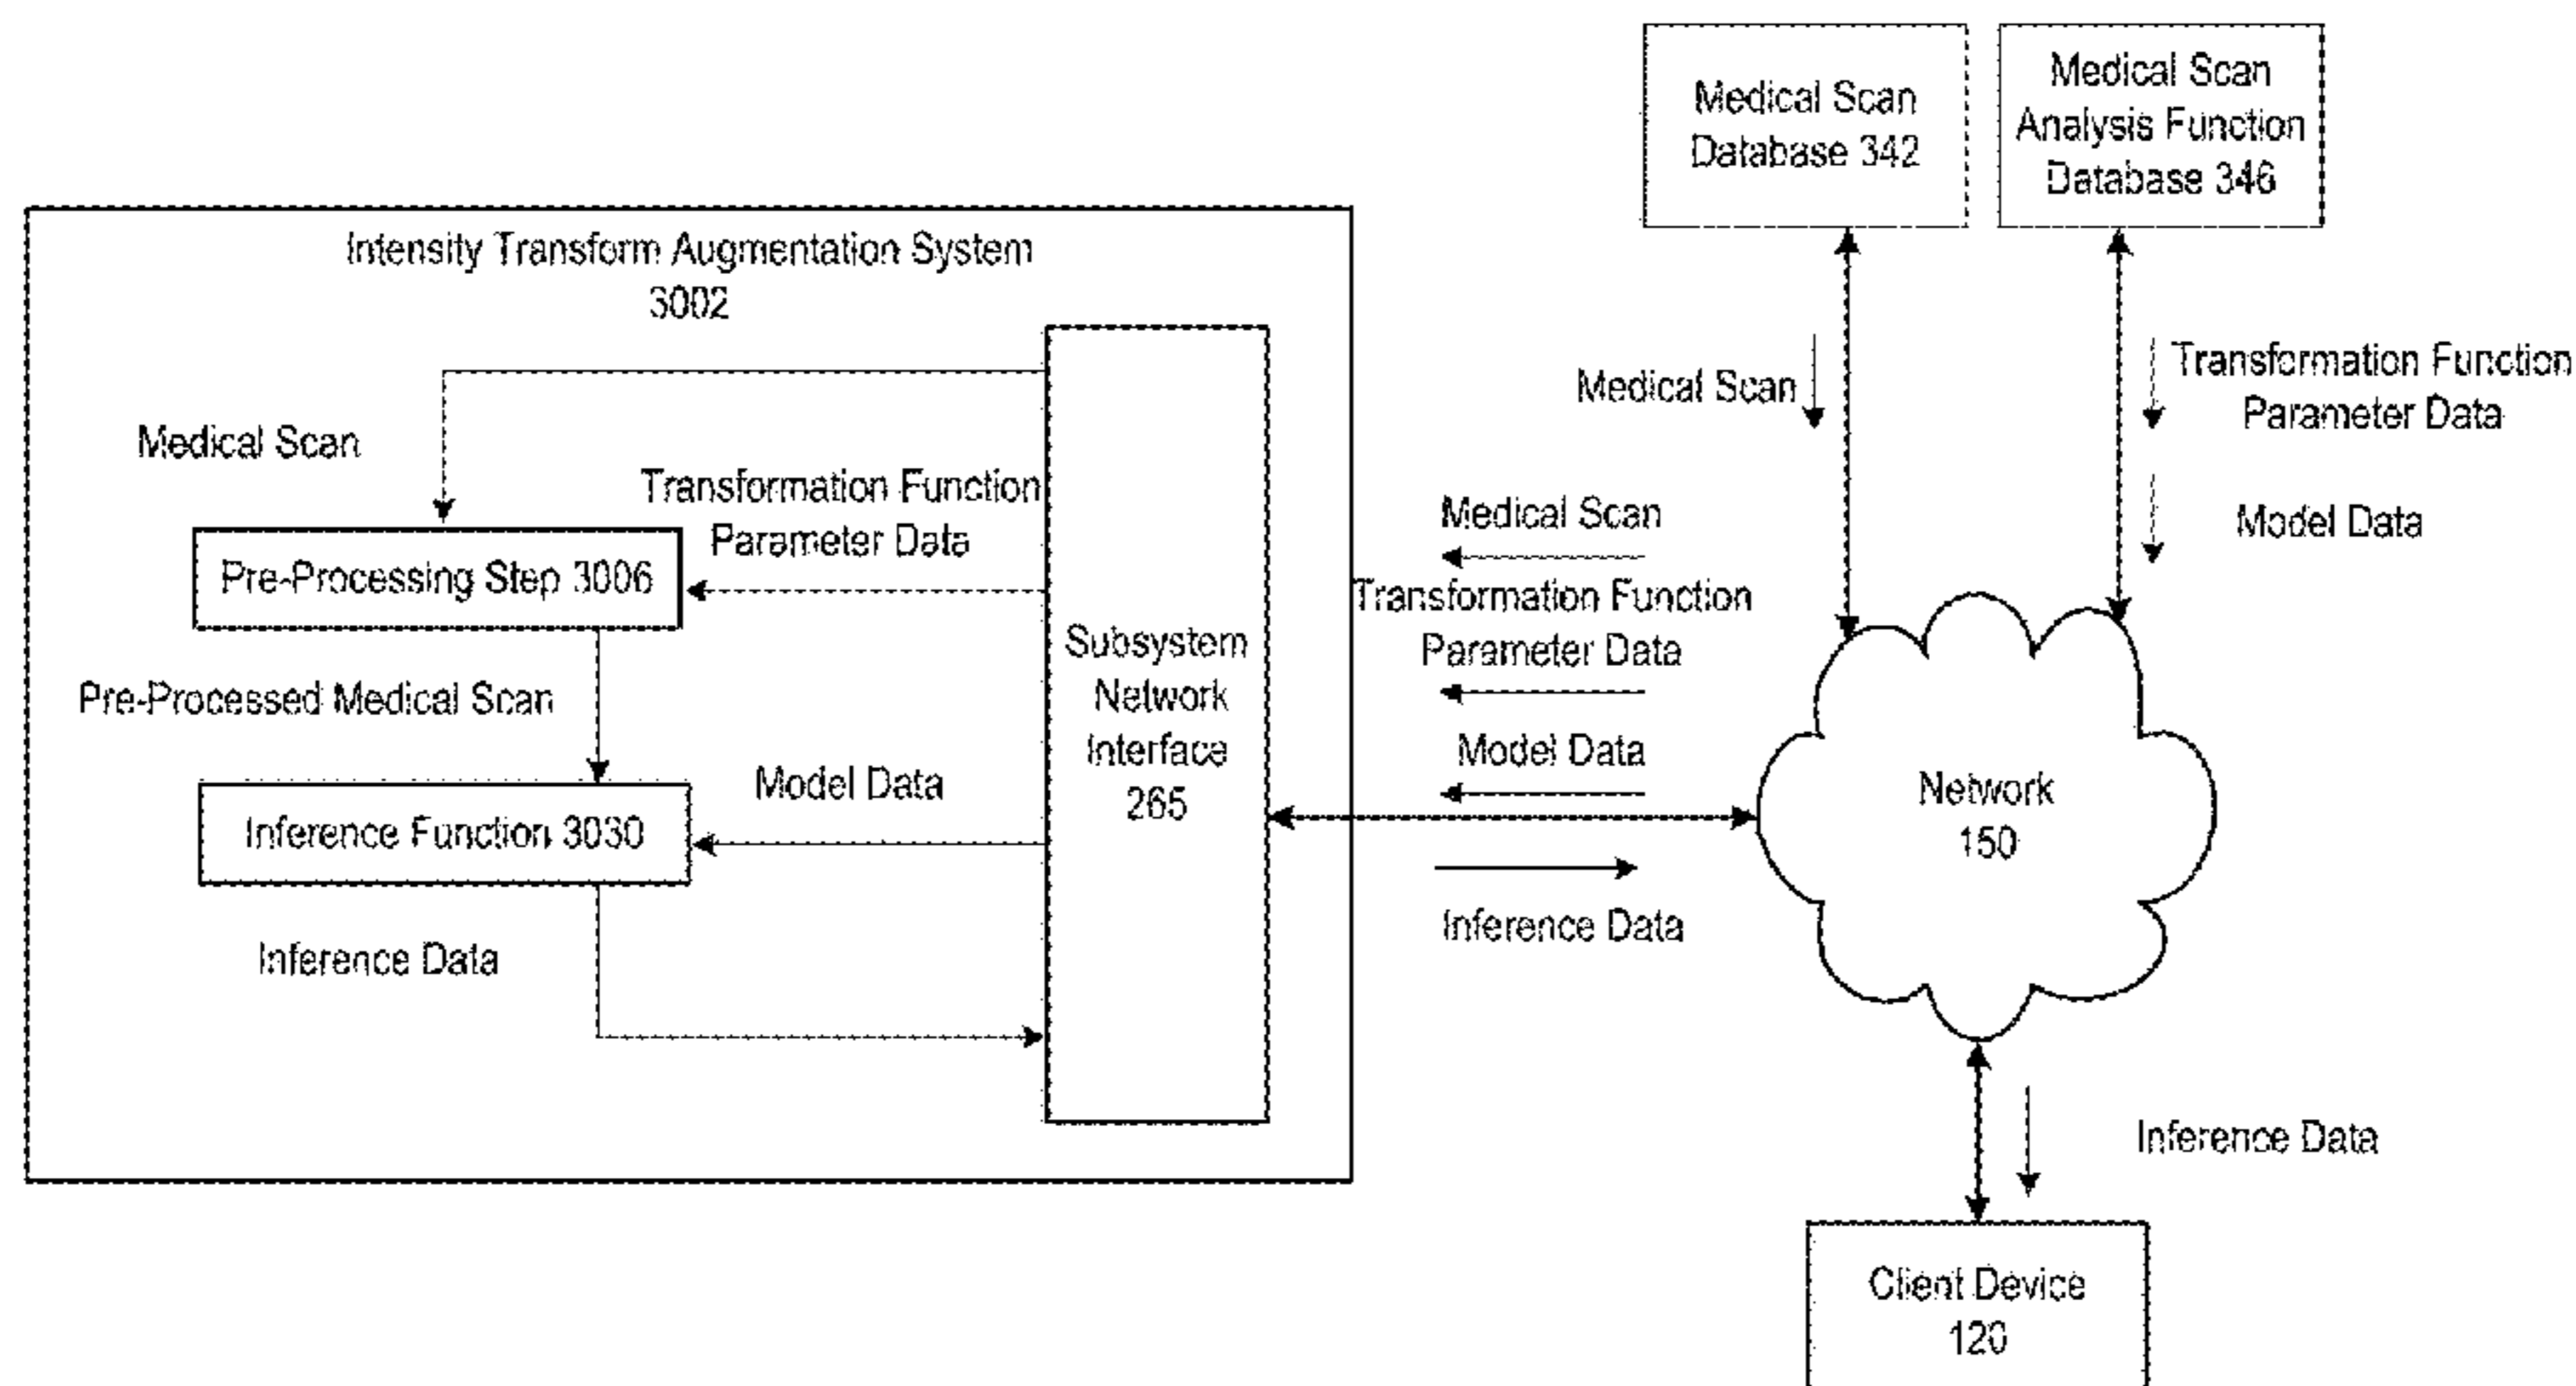 Medical Scan
Database 342
Medical Scan
Analysis Function
Database 346
Intensity Transform Augmentation System
3002
Medical Scan
Transformation Function
Parameter Data
Pre-Processing Step 3006
Pre-Processed Medical Scan
Model Data
Inference Function 3030
Inference Data
Subsystem
Network
Interface
265
Medical Scan
Transformation Function
Parameter Data
Model Data
Inference Data
Medical Scan
Transformation Function
Parameter Data
Model Data
Network
150
Inference Data
Client Device
120